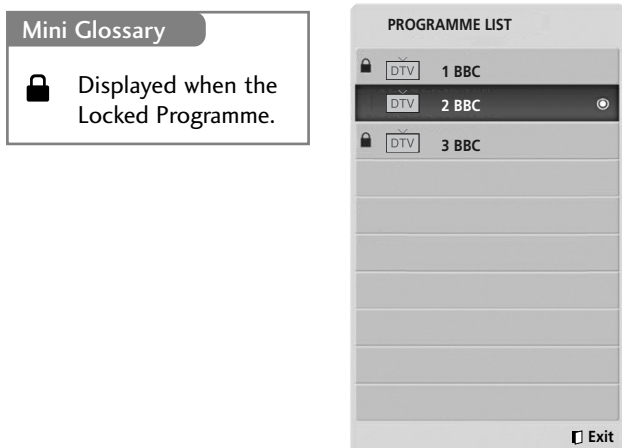 Mini Glossary
Displayed when the
Locked Programme.
PROGRAMME LIST
DTV 1 BBC
DTV 2 BBC
DTV 3 BBC
Exit